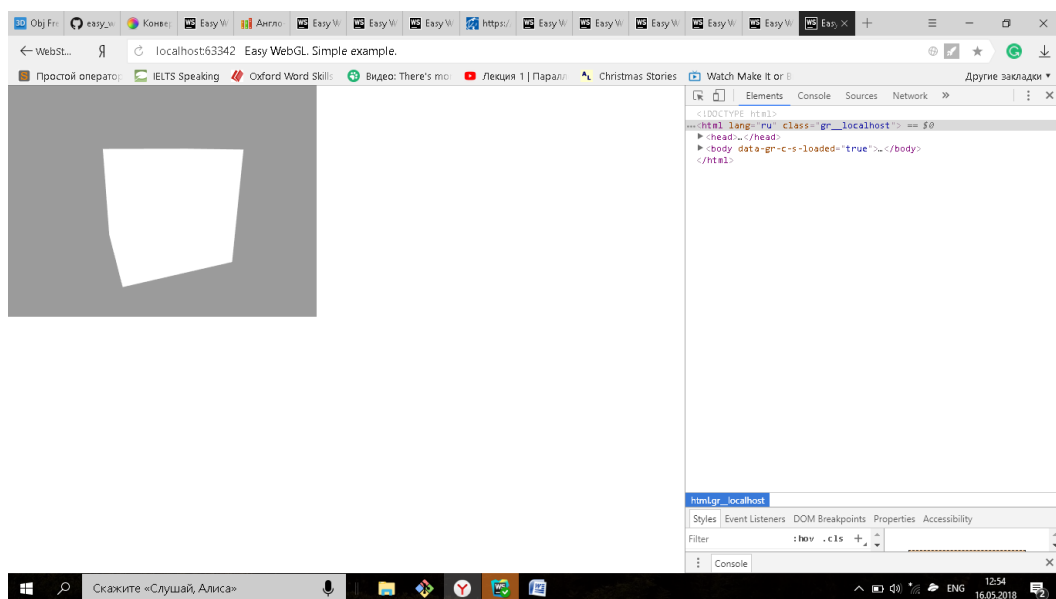 Obj Fr easy_w Конвер Easy W Англо- Easy W Easy W Easy W https:/ Easy W Easy W Easy W Easy W Easy W Easy
WebSt... Я localhost:63342 Easy WebGL. Simple example.
Простой оператор IELTS Speaking Oxford Word Skills Видео: There's mo Лекция 1 | Паралл Christmas Stories Watch Make It or B Другие закладки
Elements Console Sources Network »
<!DOCTYPE html>
...<html lang="ru" class="gr__localhost"> == $0
<head>…</head>
<body data-gr-c-s-loaded="true">…</body>
</html>
html.gr__localhost
Styles Event Listeners DOM Breakpoints Properties Accessibility
Filter :hov .cls +
Console
Скажите «Слушай, Алиса» ENG 12:54
16.05.2018